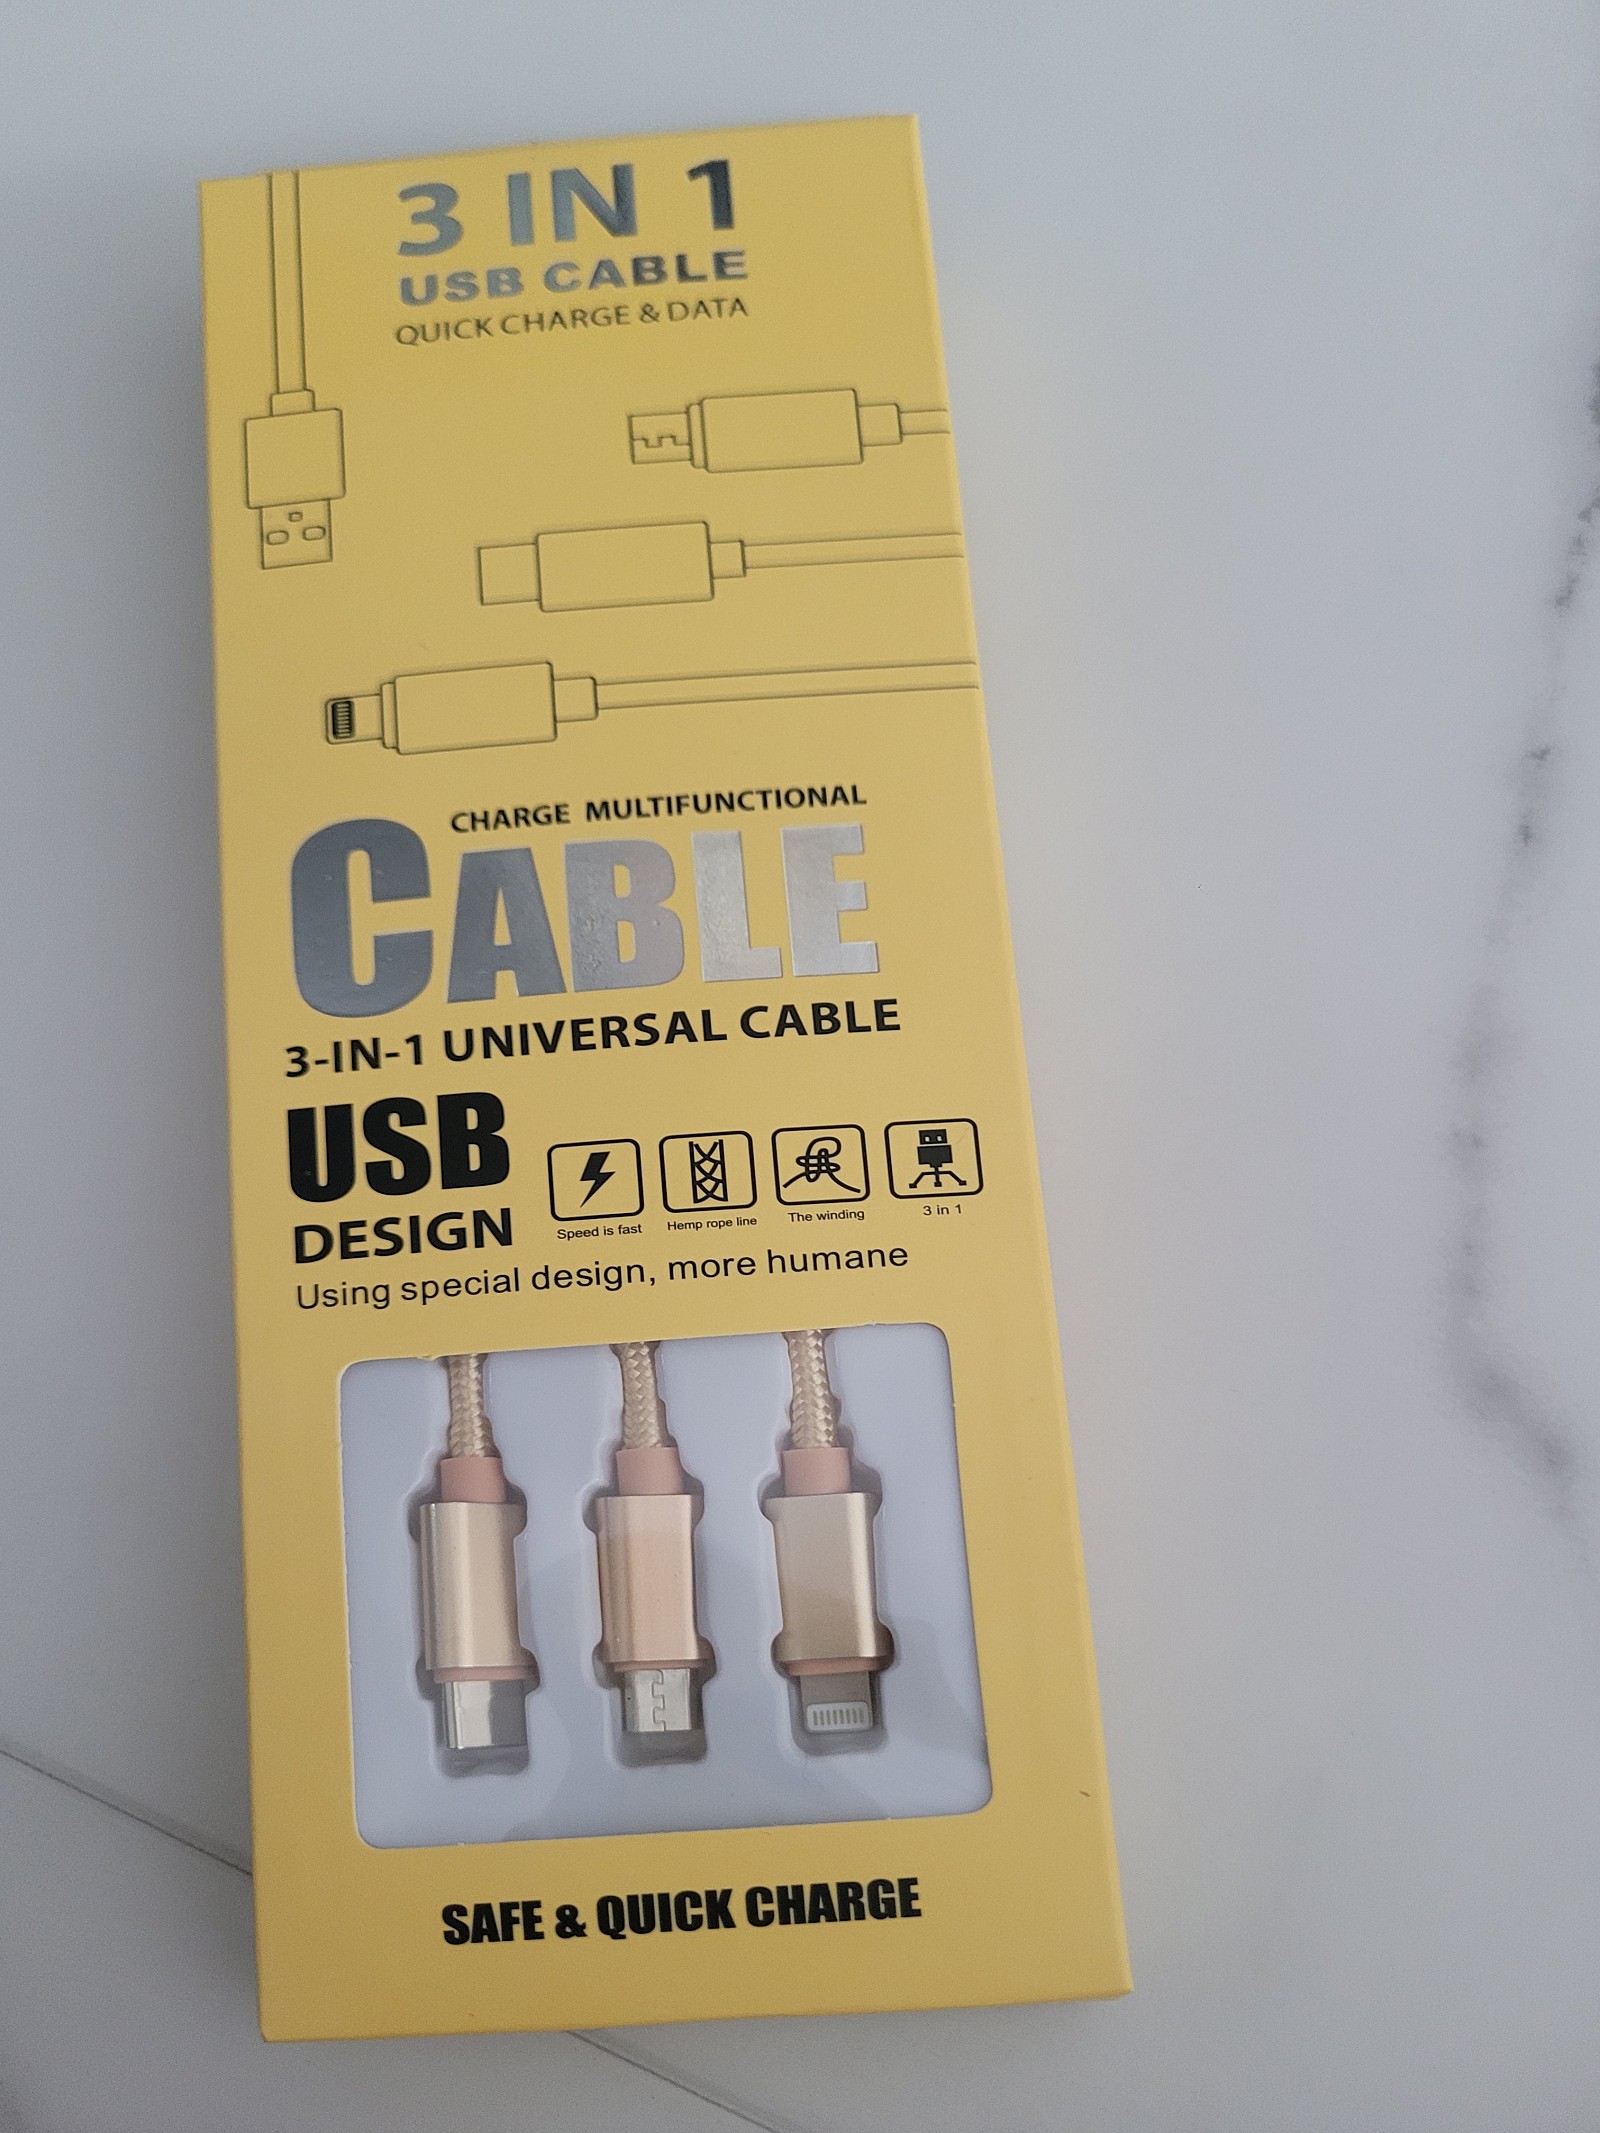 3 IN 1
USB CABLE
QUICK CHARGE & DATA
CHARGE MULTIFUNCTIONAL
CABLE
3-IN-1 UNIVERSAL CABLE
USB
DESIGN
Speed is fast
Hemp rope line
The winding
3 in 1
Using special design, more humane
SAFE & QUICK CHARGE